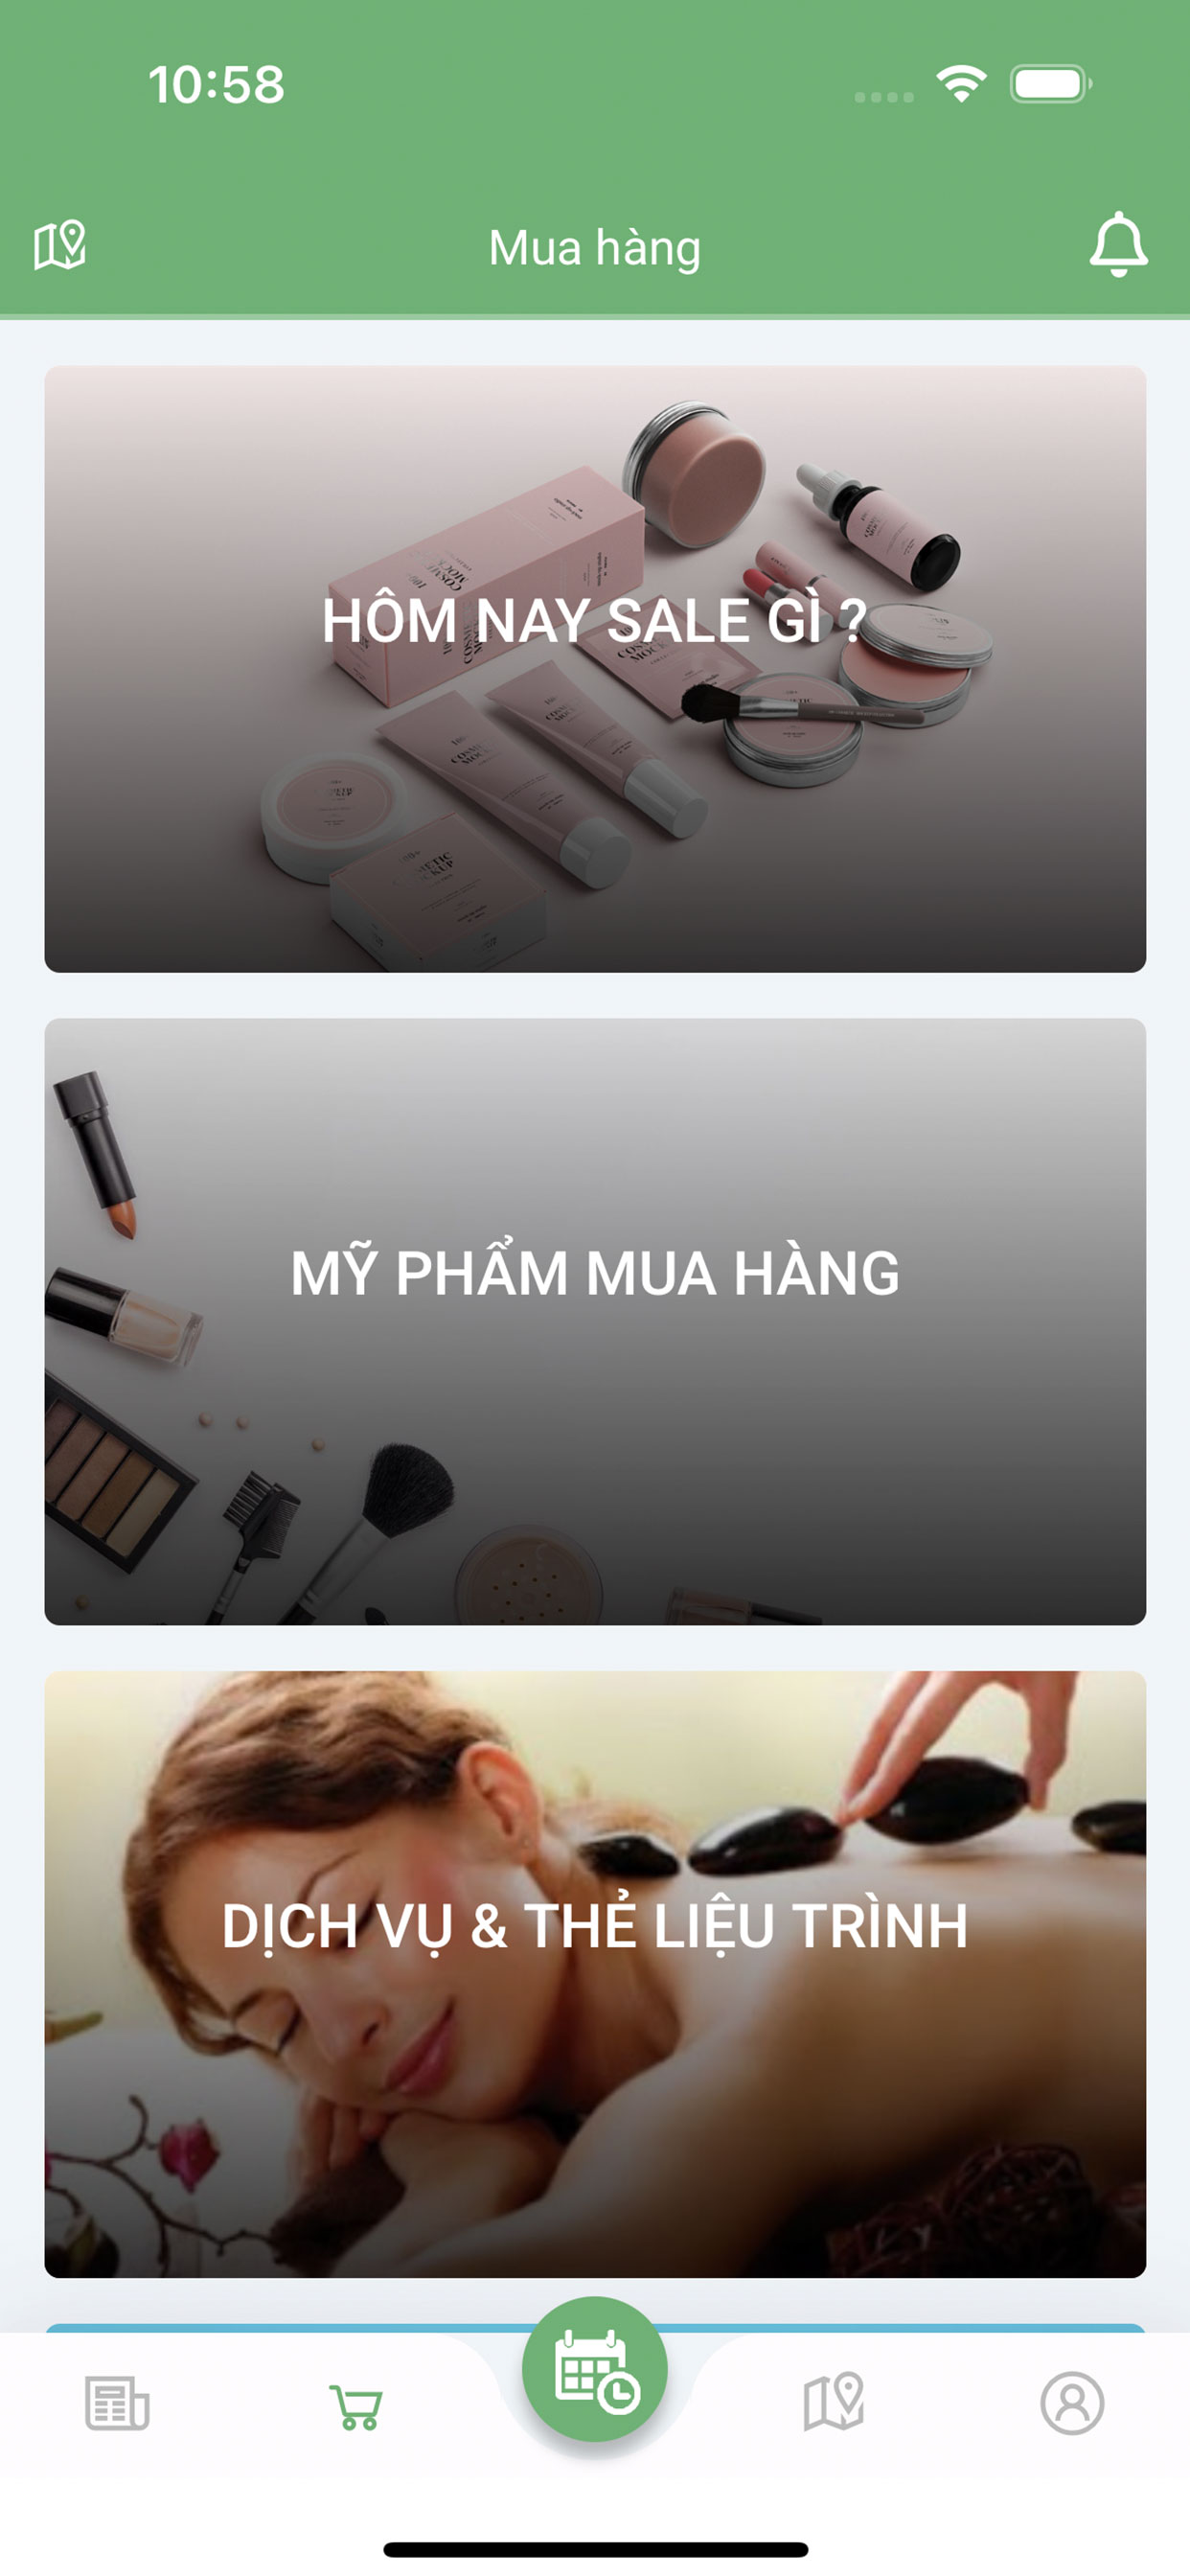 10:58
Mua hàng
HÔM NAY SALE GÌ ?
MỸ PHẨM MUA HÀNG
DỊCH VỤ & THẺ LIỆU TRÌNH